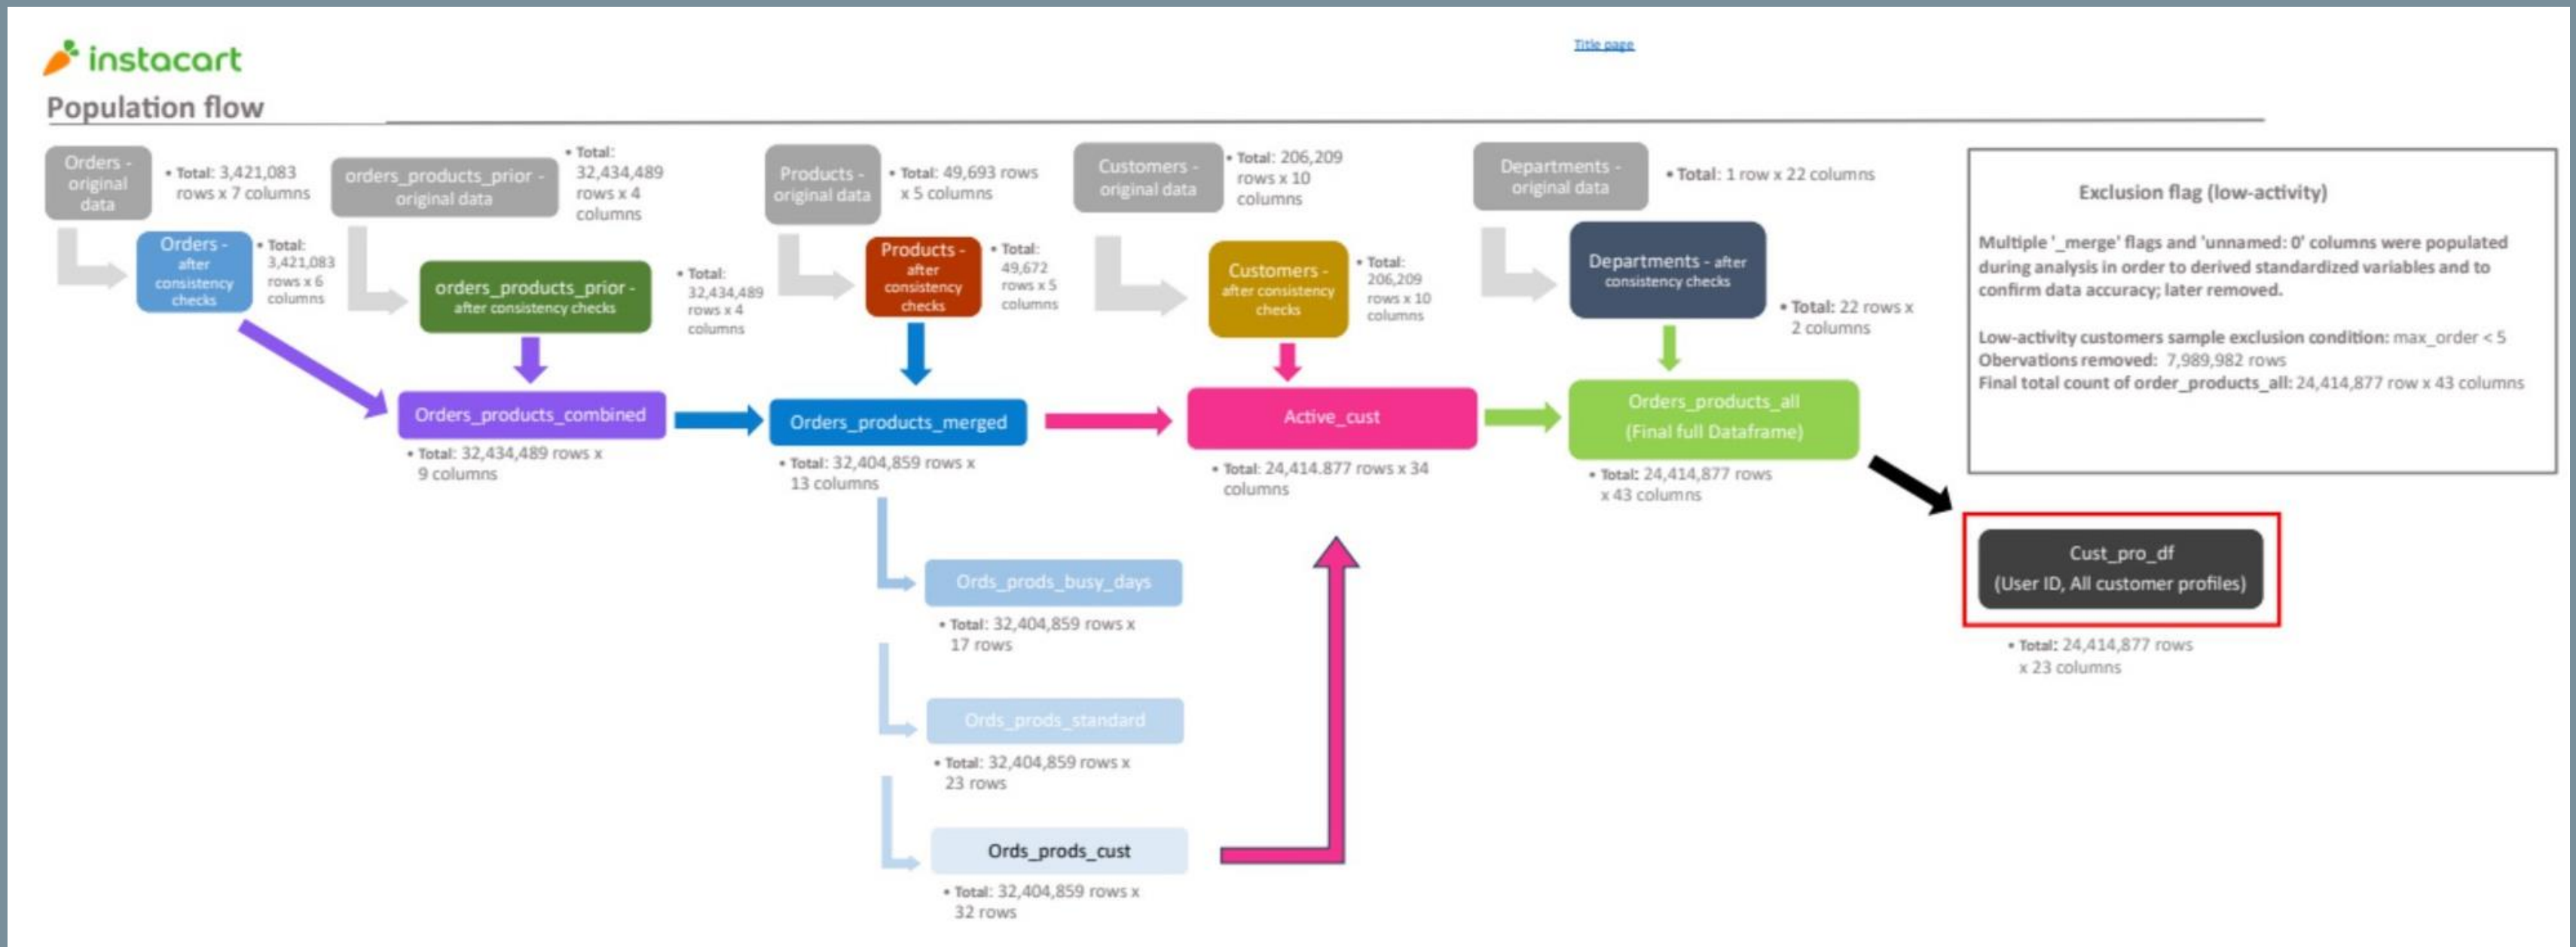 instacart
Title page
Population flow
Orders -
original
data
• Total: 3,421,083
rows x 7 columns
orders_products_prior -
original data
• Total:
32,434,489
rows x 4
columns
Products -
original data
• Total: 49,693 rows
x 5 columns
Customers -
original data
• Total: 206,209
rows x 10
columns
Departments -
original data
• Total: 1 row x 22 columns
Orders -
after
consistency
checks
• Total:
3,421,083
rows x 6
columns
orders_products_prior -
after consistency checks
• Total:
32,434,489
rows x 4
columns
Products -
after
consistency
checks
• Total:
49,672
rows x 5
columns
Customers -
after consistency
checks
• Total:
206,209
rows x 10
columns
Departments - after
consistency checks
• Total: 22 rows x
2 columns
Exclusion flag (low-activity)
Multiple '_merge' flags and 'unnamed: 0' columns were populated
during analysis in order to derived standardized variables and to
confirm data accuracy; later removed.
Low-activity customers sample exclusion condition: max_order < 5
Obervations removed: 7,989,982 rows
Final total count of order_products_all: 24,414,877 row x 43 columns
Orders_products_combined
• Total: 32,434,489 rows x
9 columns
Orders_products_merged
• Total: 32,404,859 rows x
13 columns
Active_cust
• Total: 24,414.877 rows x 34
columns
Orders_products_all
(Final full Dataframe)
• Total: 24,414,877 rows
x 43 columns
Cust_pro_df
(User ID, All customer profiles)
• Total: 24,414,877 rows
x 23 columns
Ords_prods_busy_days
• Total: 32,404,859 rows x
17 rows
Ords_prods_standard
• Total: 32,404,859 rows x
23 rows
Ords_prods_cust
• Total: 32,404,859 rows x
32 rows